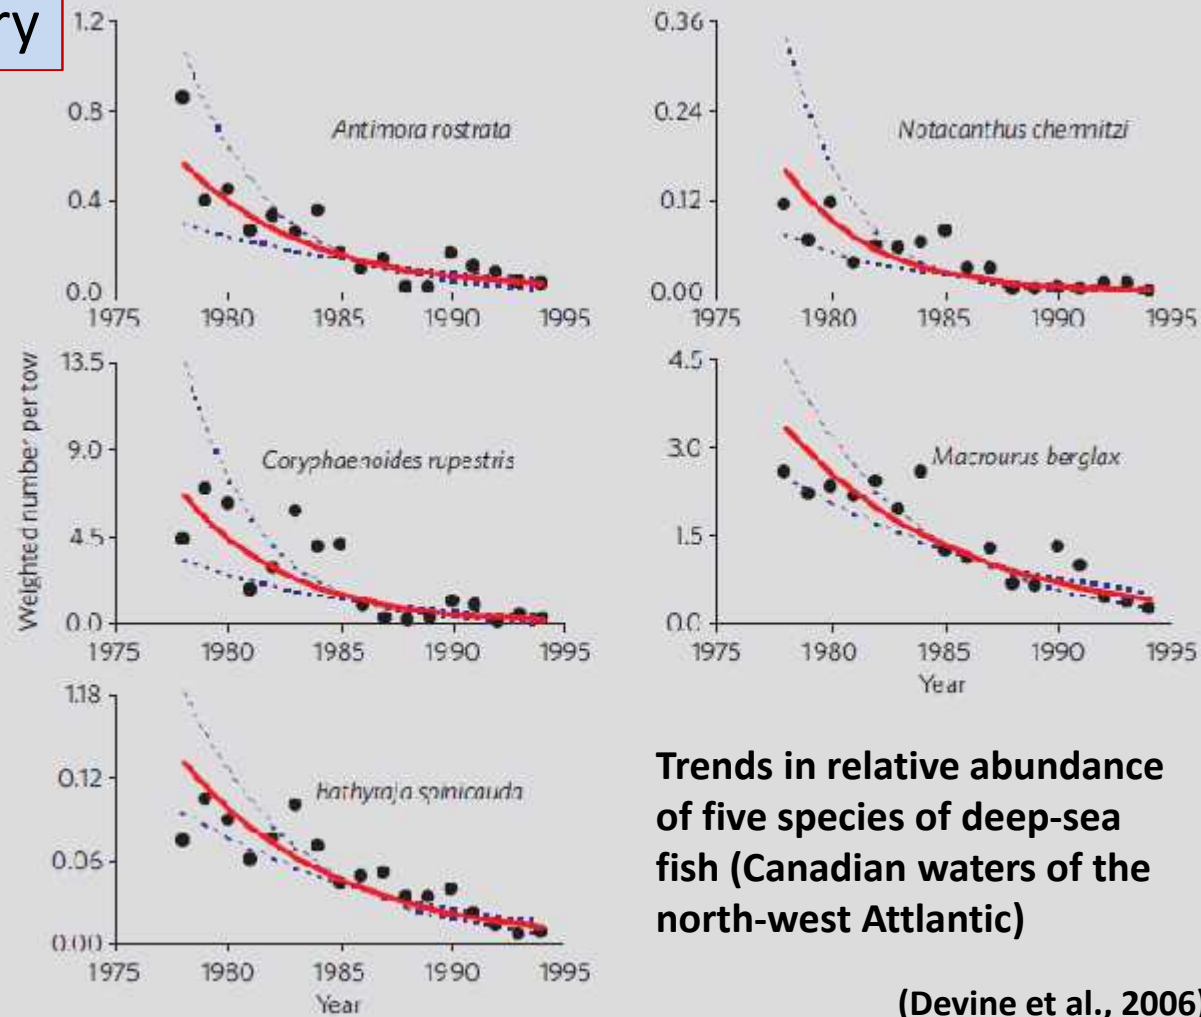 ry
1.2
0.8
0.4
0.0
Antimora rostrata
1975 1980 1985 1990 1995
0.36
0.24
0.12
0.00
Notacanthus chemnitzi
1975 1980 1985 1990 1995
Weighted number per tow
13.5
9.0
4.5
0.0
Coryphaenoides rupestris
1975 1980 1985 1990 1995
4.5
3.0
1.5
0.0
Macrourus berglax
1975 1980 1985 1990 1995
Year
1.18
0.12
0.06
0.00
Bathyraja spinicauda
1975 1980 1985 1990 1995
Year
Trends in relative abundance
of five species of deep-sea
fish (Canadian waters of the
north-west Attlantic)
(Devine et al., 2006)